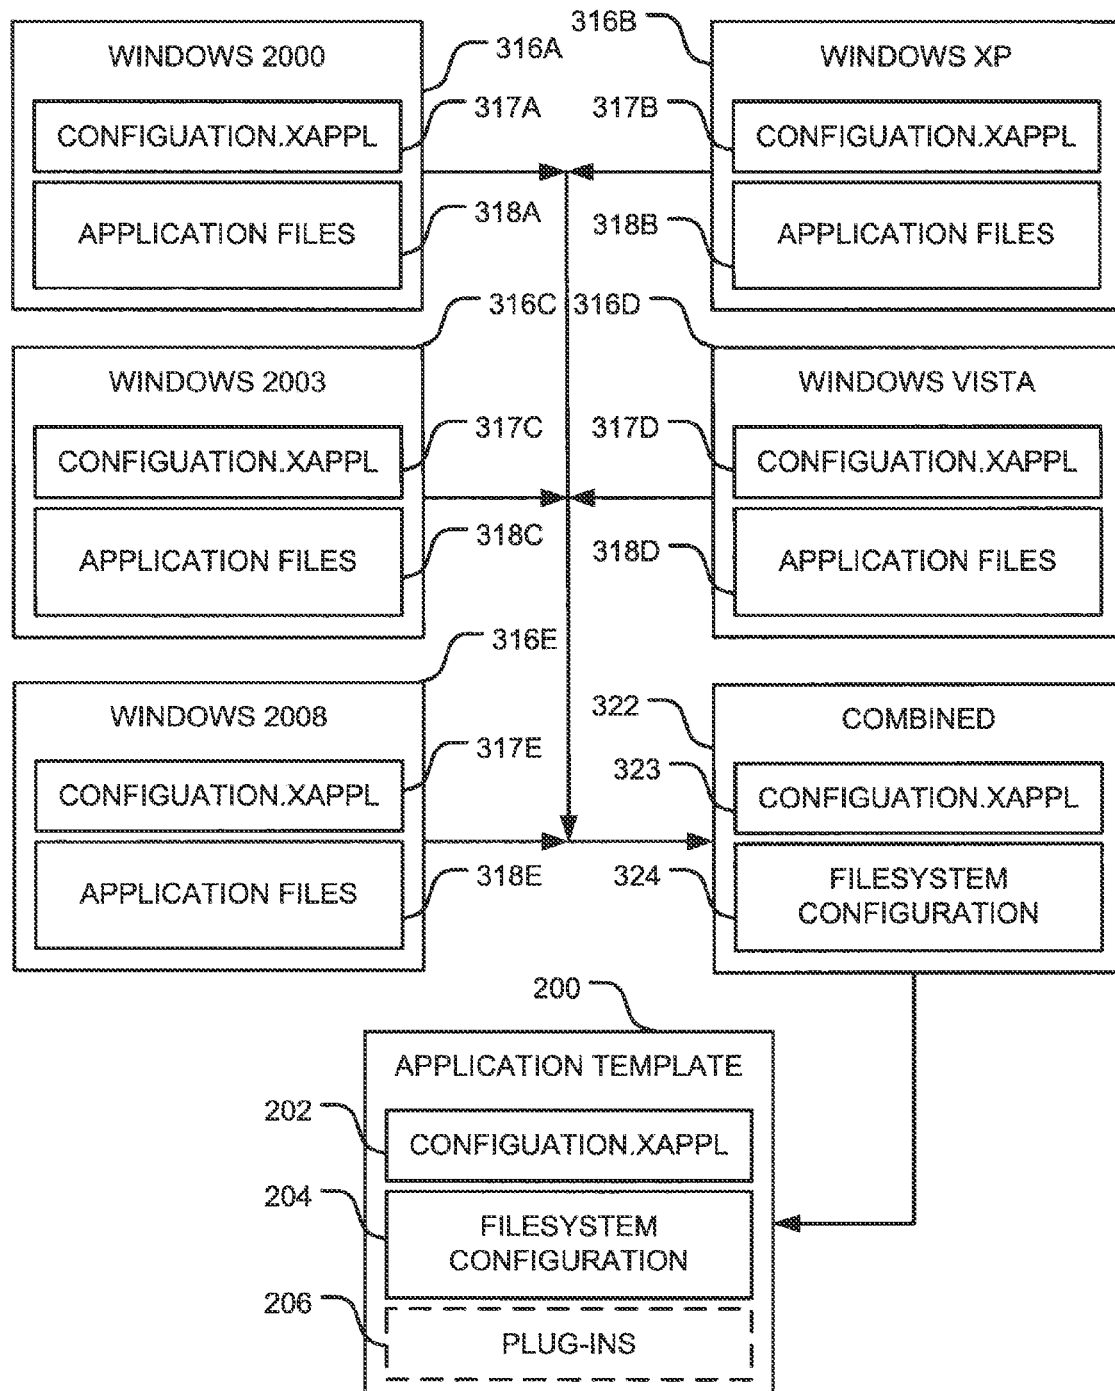 WINDOWS 2000
316A
CONFIGUATION.XAPPL
317A
APPLICATION FILES
318A
316B
WINDOWS XP
317B
CONFIGUATION.XAPPL
318B
APPLICATION FILES
316C
WINDOWS 2003
CONFIGUATION.XAPPL
317C
APPLICATION FILES
318C
316D
WINDOWS VISTA
317D
CONFIGUATION.XAPPL
318D
APPLICATION FILES
316E
WINDOWS 2008
CONFIGUATION.XAPPL
317E
APPLICATION FILES
318E
322
COMBINED
323
CONFIGUATION.XAPPL
324
FILESYSTEM
CONFIGURATION
200
APPLICATION TEMPLATE
202
CONFIGUATION.XAPPL
204
FILESYSTEM
CONFIGURATION
206
PLUG-INS